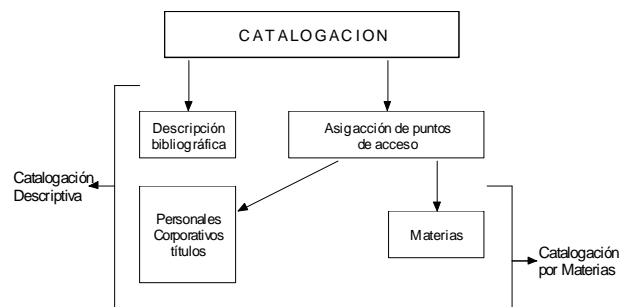 CATALOGACION
Descripción
bibliográfica
Asigacción de puntos
de acceso
Catalogación
Descriptiva
Personales
Corporativos
títulos
Materias
Catalogación
por Materias